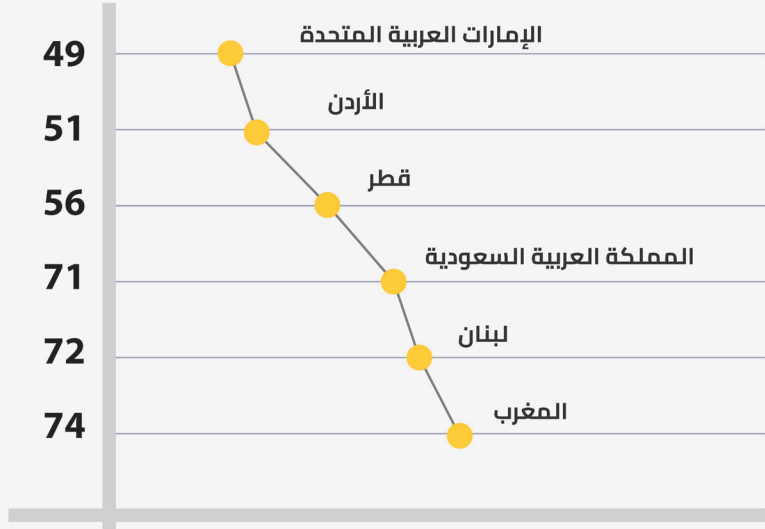 49
الإمارات العربية المتحدة
51
الأردن
56
قطر
71
المملكة العربية السعودية
72
لبنان
74
المغرب